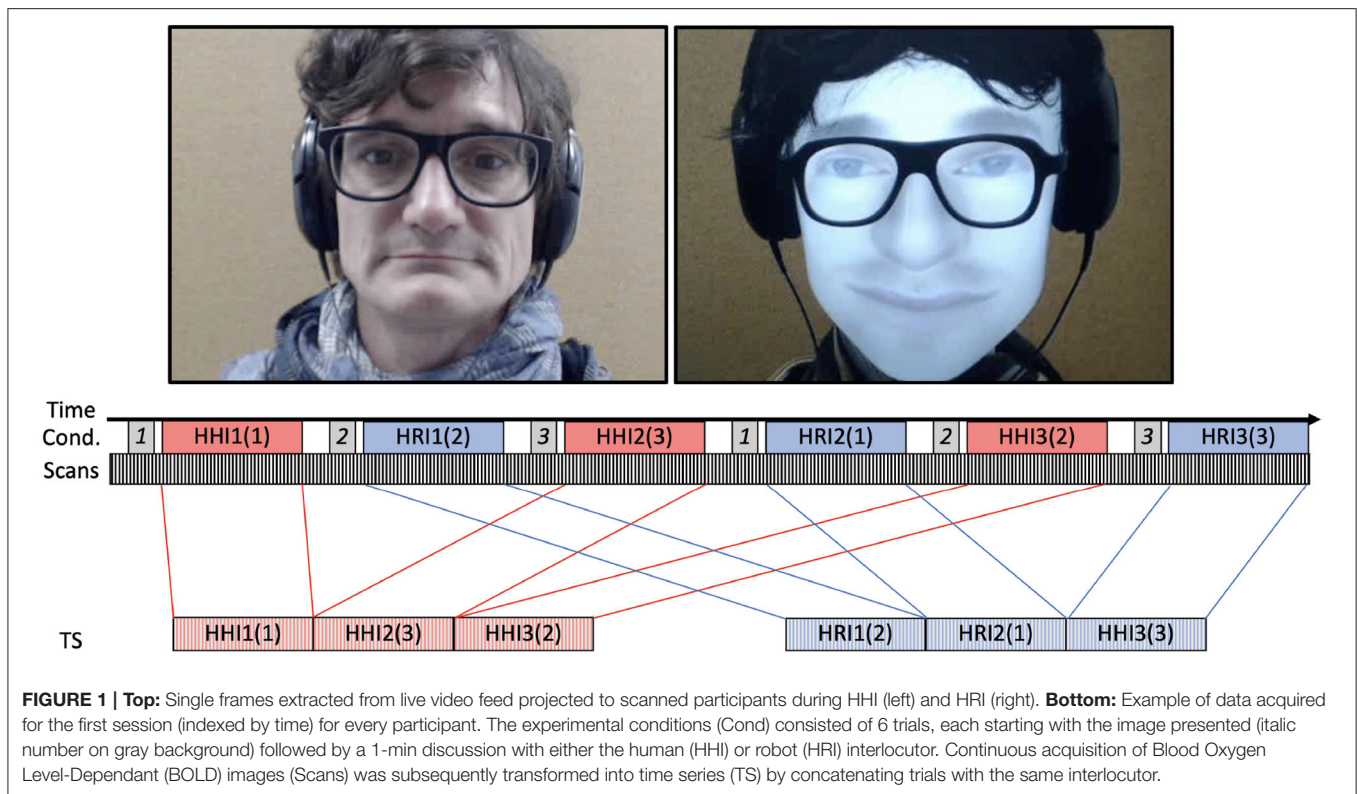 Time
Cond. 1 HHI1(1) 2 HRI1(2) 3 HHI2(3) 1 HRI2(1) 2 HHI3(2) 3 HRI3(3)
Scans
TS HHI1(1) HHI2(3) HHI3(2) HRI1(2) HRI2(1) HHI3(3)
FIGURE 1 | Top: Single frames extracted from live video feed projected to scanned participants during HHI (left) and HRI (right). Bottom: Example of data acquired
for the first session (indexed by time) for every participant. The experimental conditions (Cond) consisted of 6 trials, each starting with the image presented (italic
number on gray background) followed by a 1-min discussion with either the human (HHI) or robot (HRI) interlocutor. Continuous acquisition of Blood Oxygen
Level-Dependant (BOLD) images (Scans) was subsequently transformed into time series (TS) by concatenating trials with the same interlocutor.